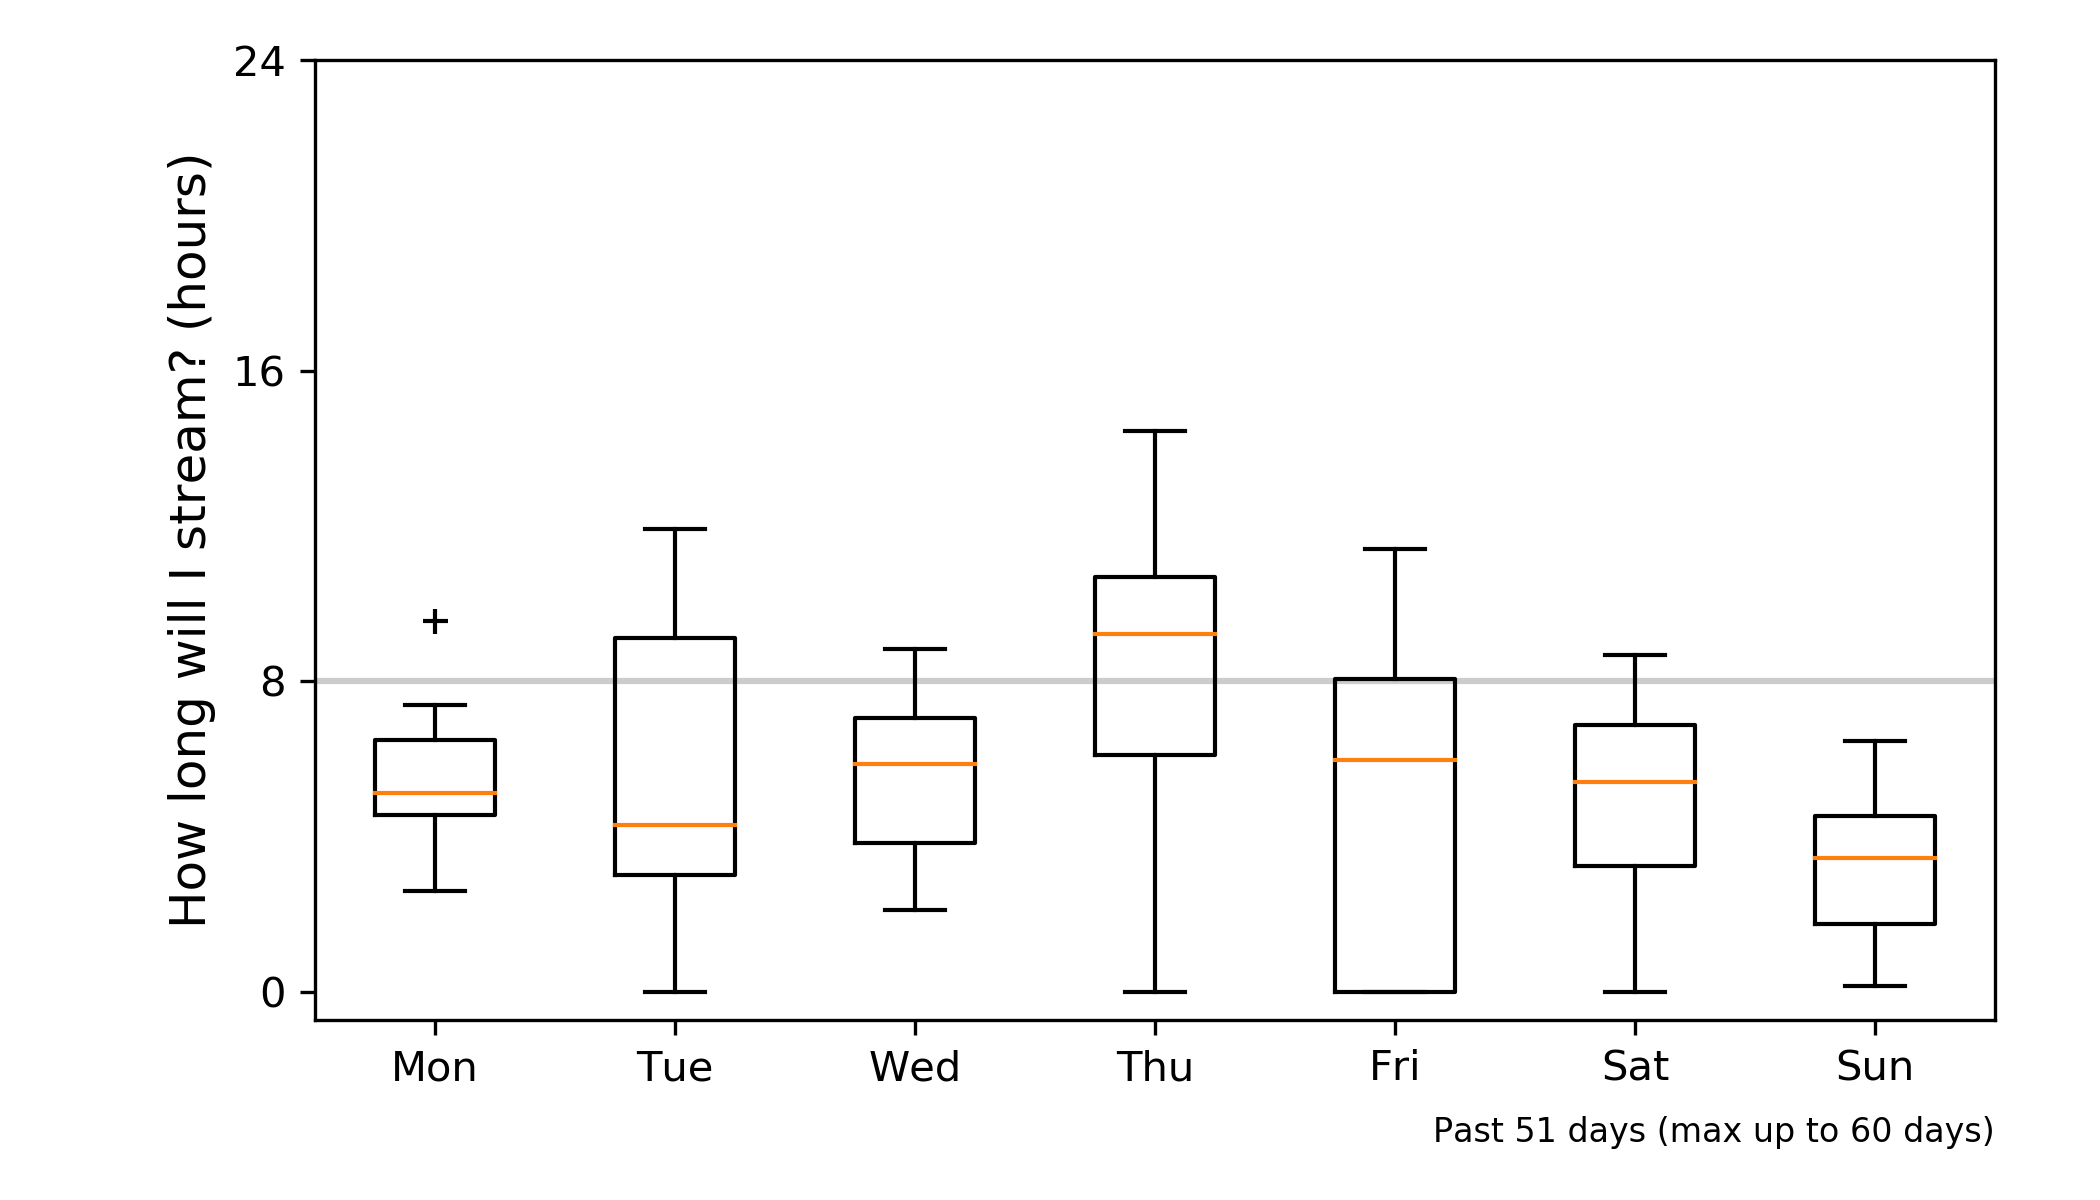 How long will I stream? (hours)
24
16
8
0
Mon Tue Wed Thu Fri Sat Sun
Past 51 days (max up to 60 days)